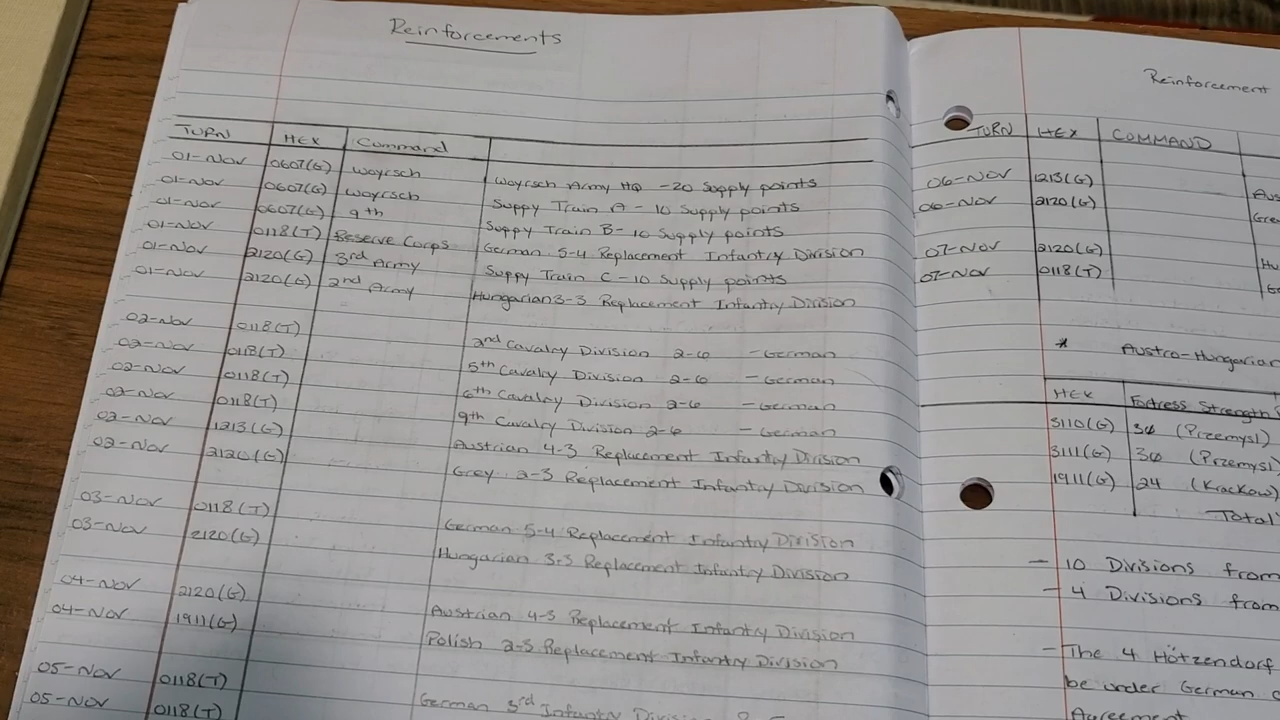 Reinforcements
TURN HEX Command
01-Nov 0607(G) Woyrsch Woyrsch Army HQ - 20 Supply points
01-Nov 0607(G) Woyrsch Suppy Train A - 10 Supply points
01-Nov 0607(G) 9th Suppy Train B - 10 Supply points
01-Nov 0118(T) Reserve Corps German 5-4 Replacement Infantry Division
01-Nov 2120(G) 3rd Army Suppy Train C - 10 Supply points
01-Nov 2120(G) 2nd Army Hungarian 3-3 Replacement Infantry Division
02-Nov 0118(T) 2nd Cavalry Division 2-6 - German
02-Nov 0118(T) 5th Cavalry Division 2-6 - German
02-Nov 0118(T) 6th Cavalry Division 2-6 - German
02-Nov 0118(T) 9th Cavalry Division 2-6 - German
02-Nov 1213(G) Austrian 4-3 Replacement Infantry Division
02-Nov 2120(G) Grey 2-3 Replacement Infantry Division
03-Nov 0118(T) German 5-4 Replacement Infantry Division
03-Nov 2120(G) Hungarian 3-3 Replacement Infantry Division
04-Nov 2120(G) Austrian 4-3 Replacement Infantry Division
04-Nov 1911(G) Polish 2-3 Replacement Infantry Division
05-Nov 0118(T) German 3rd Infantry Division
05-Nov 0118(T)
Reinforcement
TURN HEX COMMAND
06-Nov 1213(G) Aus
06-Nov 2120(G) Gre
07-Nov 2120(G) Hu
07-Nov 0118(T) Ge
* Austro-Hungarian
HEX Fortress Strength
3110(G) 36 (Przemysl
3111(G) 36 (Przemysl
1911(G) 24 (Krackow)
Total
- 10 Divisions from
- 4 Divisions from
- The 4 Hötzendorf
be under German
Agreement